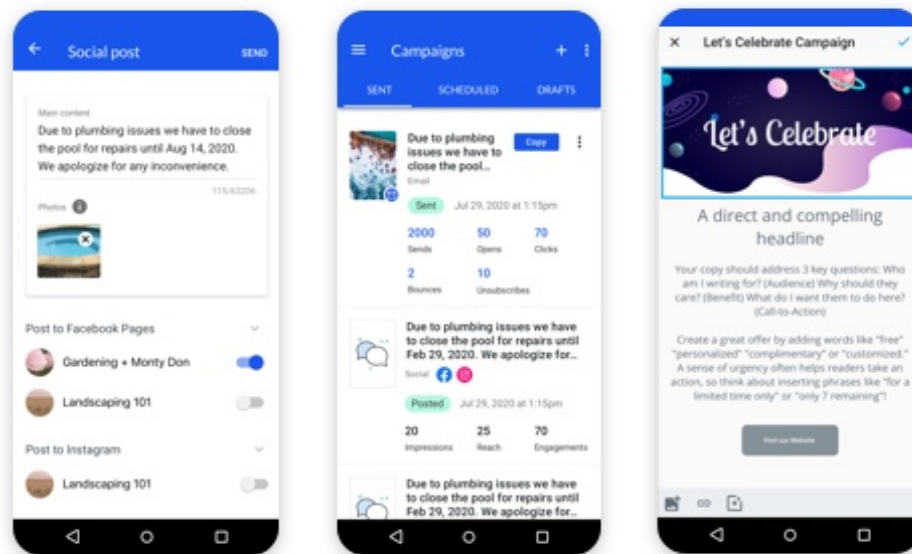 Social post
SEND
Main content
Due to plumbing issues we have to close
the pool for repairs until Aug 14, 2020.
We apologize for any inconvenience.
115/63206
Photos
Post to Facebook Pages
Gardening + Monty Don
Landscaping 101
Post to Instagram
Landscaping 101
Campaigns
SENT
SCHEDULED
DRAFTS
Due to plumbing
issues we have to
close the pool...
Copy
Email
Sent
Jul 29, 2020 at 1:15pm
2000
50
70
Sends
Opens
Clicks
2
10
Bounces
Unsubscribes
Due to plumbing issues we have
to close the pool for repairs until
Feb 29, 2020. We apologize for...
Social
Posted
Jul 29, 2020 at 1:15pm
20
25
70
Impressions
Reach
Engagements
Due to plumbing issues we have
to close the pool for repairs until
Feb 29, 2020. We apologize for...
Let's Celebrate Campaign
Let's Celebrate
A direct and compelling
headline
Your copy should address 3 key questions: Who
am I writing for? (Audience) Why should they
care? (Benefit) What do I want them to do here?
(Call-to-Action)
Create a great offer by adding words like "free"
"personalized" "complimentary" or "customized."
A sense of urgency often helps readers take an
action, so think about inserting phrases like "for a
limited time only" or "only 7 remaining"!
Visit our Website